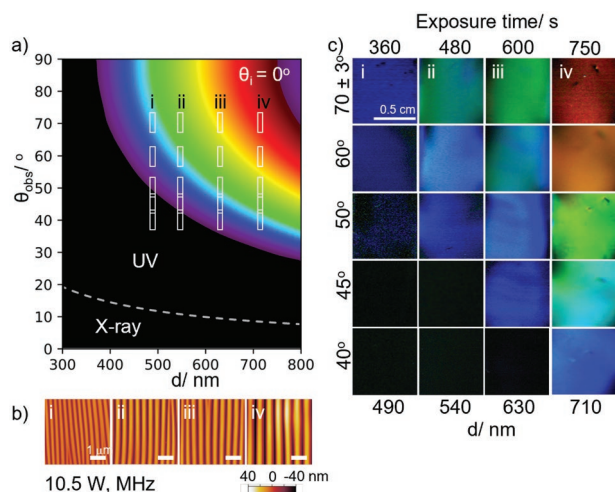 a)
θobs/ °
90
80
70
60
50
40
30
20
10
0
θi = 0°
i
ii
iii
iv
UV
X-ray
300 400 500 600 700 800
d/ nm
b)
i
ii
iii
iv
1 µm
10.5 W, MHz
40 0 -40 nm
c)
Exposure time/ s
360 480 600 750
70 ± 3°
i
ii
iii
iv
0.5 cm
60°
50°
45°
40°
490 540 630 710
d/ nm